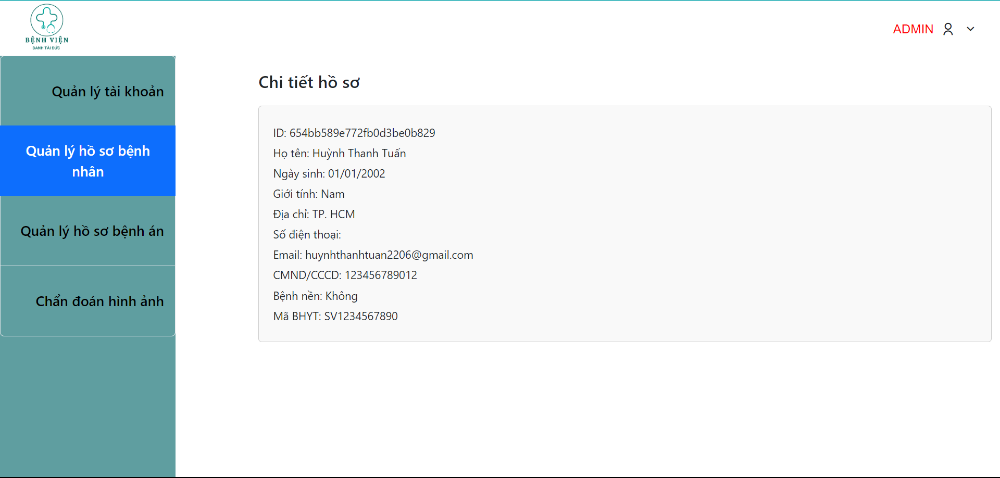 BỆNH VIỆN
DANH TÀI ĐỨC
ADMIN
Quản lý tài khoản
Quản lý hồ sơ bệnh
nhân
Quản lý hồ sơ bệnh án
Chẩn đoán hình ảnh
Chi tiết hồ sơ
ID: 654bb589e772fb0d3be0b829
Họ tên: Huỳnh Thanh Tuấn
Ngày sinh: 01/01/2002
Giới tính: Nam
Địa chỉ: TP. HCM
Số điện thoại:
Email: huynhthanhtuan2206@gmail.com
CMND/CCCD: 123456789012
Bệnh nền: Không
Mã BHYT: SV1234567890